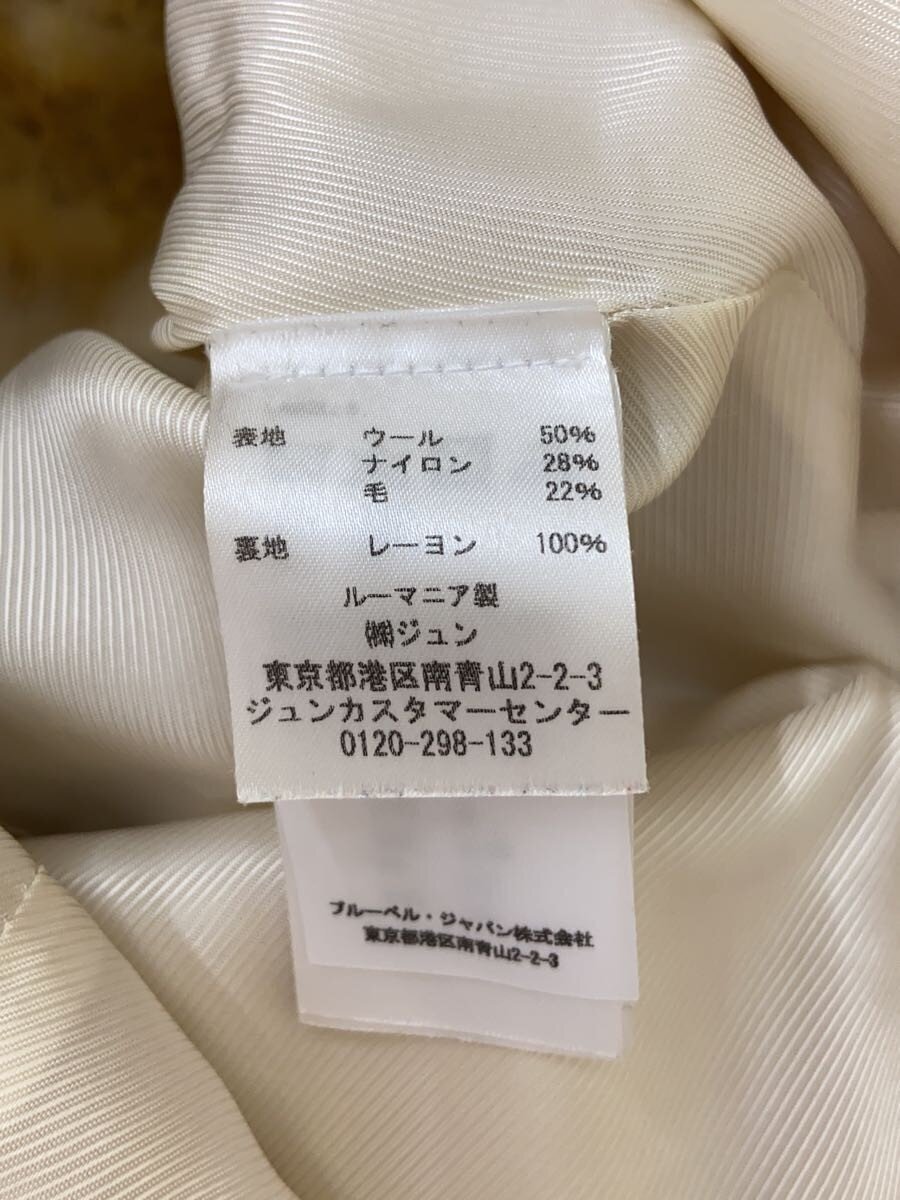 表地 ウール 50%
ナイロン 28%
毛 22%
裏地 レーヨン 100%
ルーマニア製
㈱ジュン
東京都港区南青山2-2-3
ジュンカスタマーセンター
0120-298-133
ブルーベル・ジャパン株式会社
東京都港区南青山2-2-3